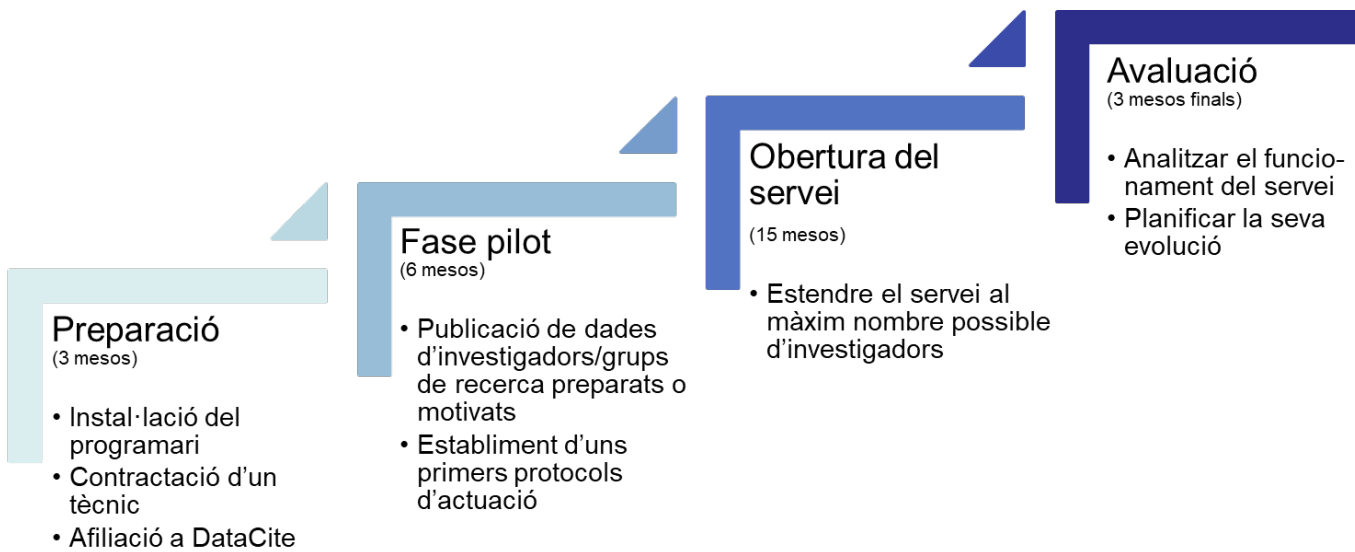 Preparació
(3 mesos)
• Instal·lació del
programari
• Contractació d’un
tècnic
• Afiliació a DataCite
Fase pilot
(6 mesos)
• Publicació de dades
d’investigadors/grups
de recerca preparats o
motivats
• Establiment d’uns
primers protocols
d’actuació
Obertura del
servei
(15 mesos)
• Estendre el servei al
màxim nombre possible
d’investigadors
Avaluació
(3 mesos finals)
• Analitzar el funcio-
nament del servei
• Planificar la seva
evolució